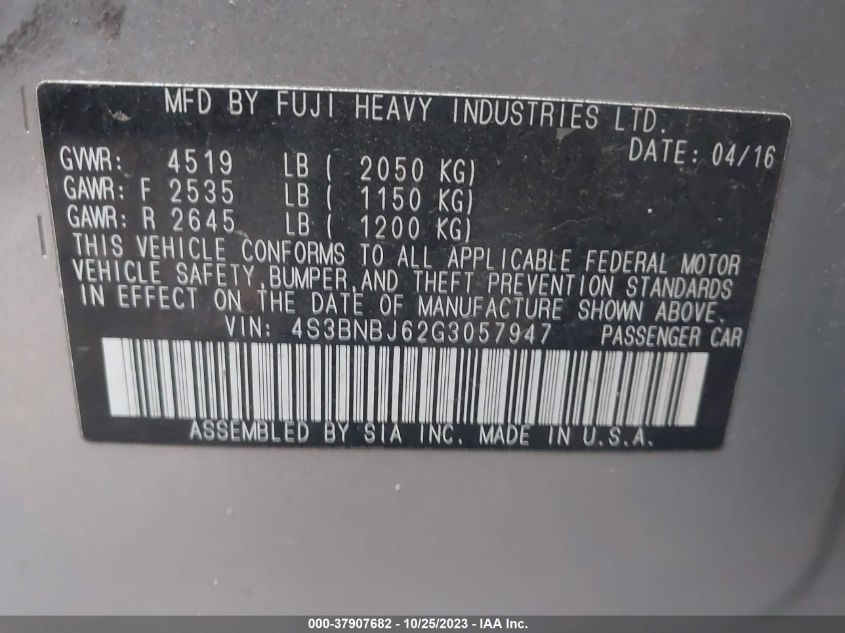 MFD BY FUJI HEAVY INDUSTRIES LTD.
DATE: 04/16
GVWR: 4519 LB ( 2050 KG)
GAWR: F 2535 LB ( 1150 KG)
GAWR: R 2645 LB ( 1200 KG)
THIS VEHICLE CONFORMS TO ALL APPLICABLE FEDERAL MOTOR
VEHICLE SAFETY,BUMPER,AND THEFT PREVENTION STANDARDS
IN EFFECT ON THE DATE OF MANUFACTURE SHOWN ABOVE.
VIN: 4S3BNBJ62G3057947 PASSENGER CAR
ASSEMBLED BY SIA INC. MADE IN U.S.A.
000-37907682 - 10/25/2023 - IAA Inc.